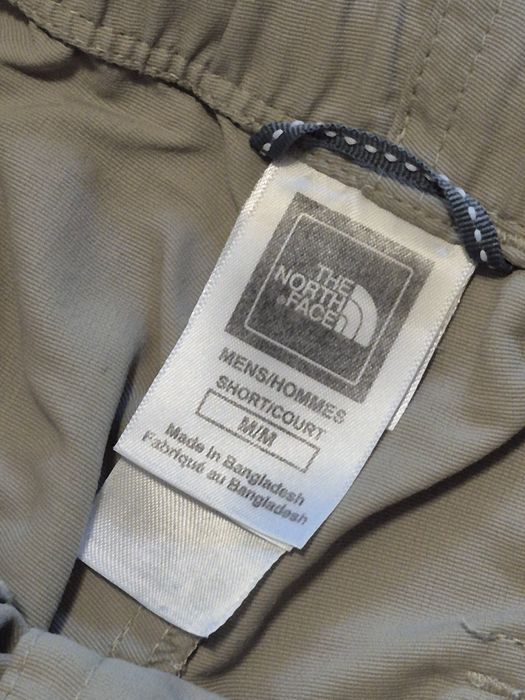 THE
NORTH
FACE
MENS/HOMMES
SHORT/COURT
M/M
Made in Bangladesh
Fabriqué au Bangladesh